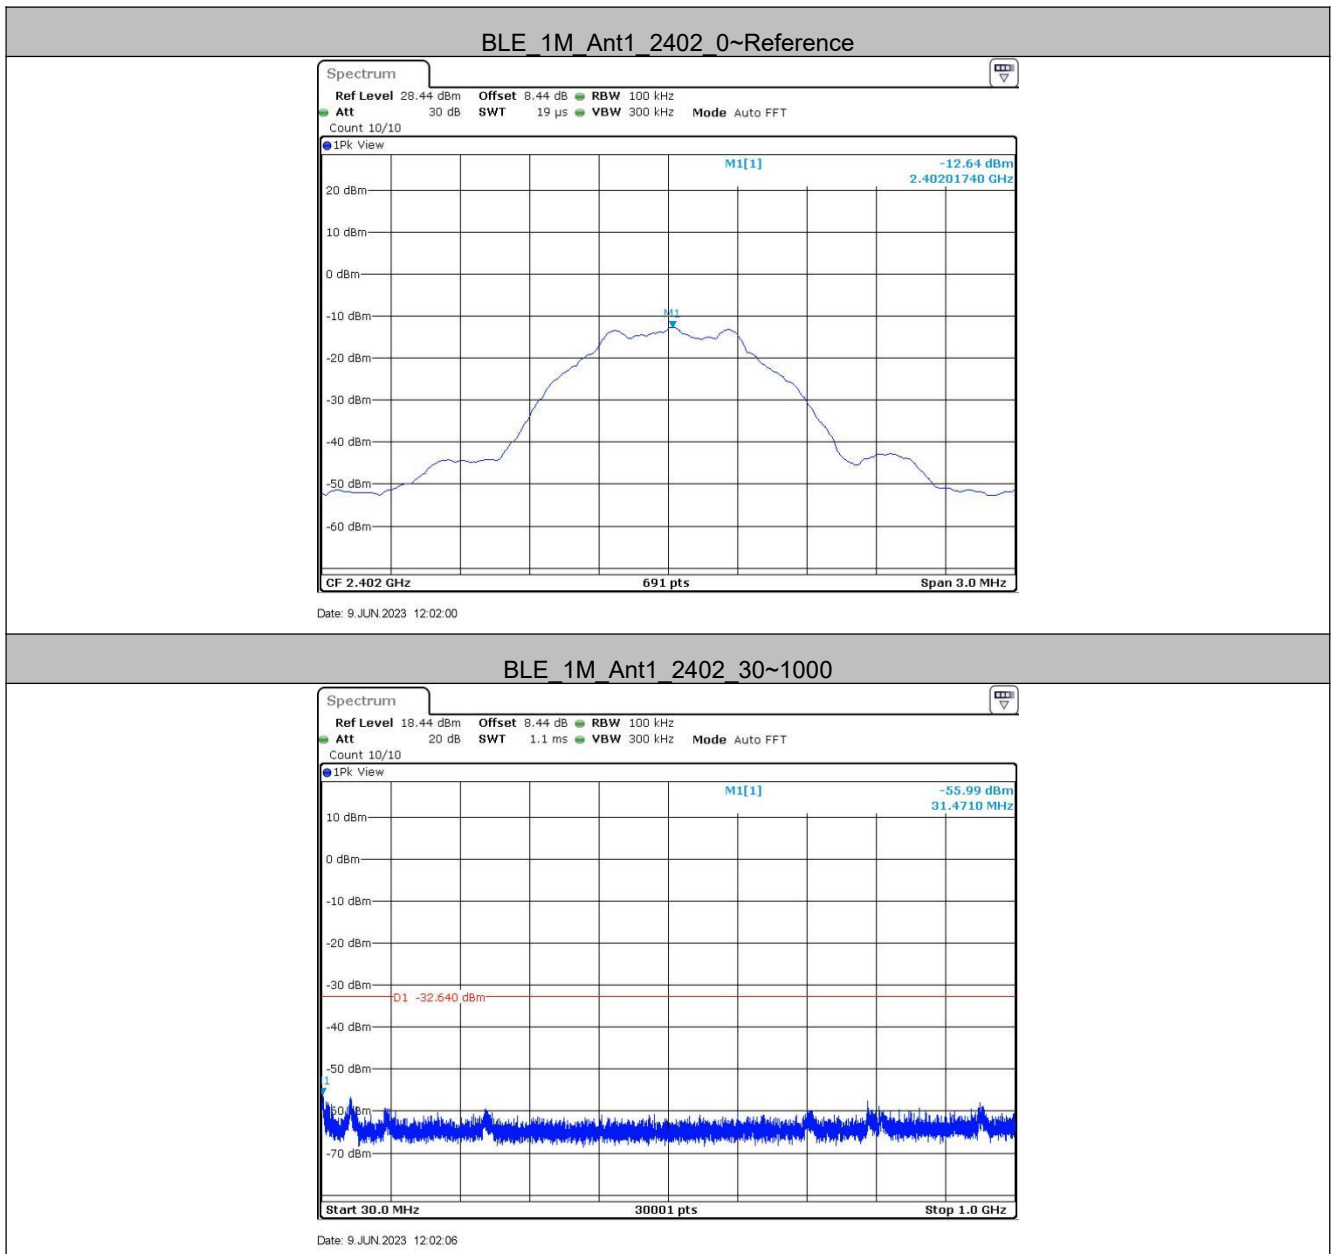 BLE_1M_Ant1_2402_0~Reference
Spectrum
Ref Level 28.44 dBm Offset 8.44 dB RBW 100 kHz
Att 30 dB SWT 19 µs VBW 300 kHz Mode Auto FFT
Count 10/10
1Pk View
M1[1] -12.64 dBm
2.40201740 GHz
20 dBm
10 dBm
0 dBm
-10 dBm
M1
-20 dBm
-30 dBm
-40 dBm
-50 dBm
-60 dBm
CF 2.402 GHz 691 pts Span 3.0 MHz
Date: 9.JUN.2023 12:02:00
BLE_1M_Ant1_2402_30~1000
Spectrum
Ref Level 18.44 dBm Offset 8.44 dB RBW 100 kHz
Att 20 dB SWT 1.1 ms VBW 300 kHz Mode Auto FFT
Count 10/10
1Pk View
M1[1] -55.99 dBm
31.4710 MHz
10 dBm
0 dBm
-10 dBm
-20 dBm
-30 dBm
D1 -32.640 dBm
-40 dBm
-50 dBm
1
-60 dBm
-70 dBm
Start 30.0 MHz 30001 pts Stop 1.0 GHz
Date: 9.JUN.2023 12:02:06